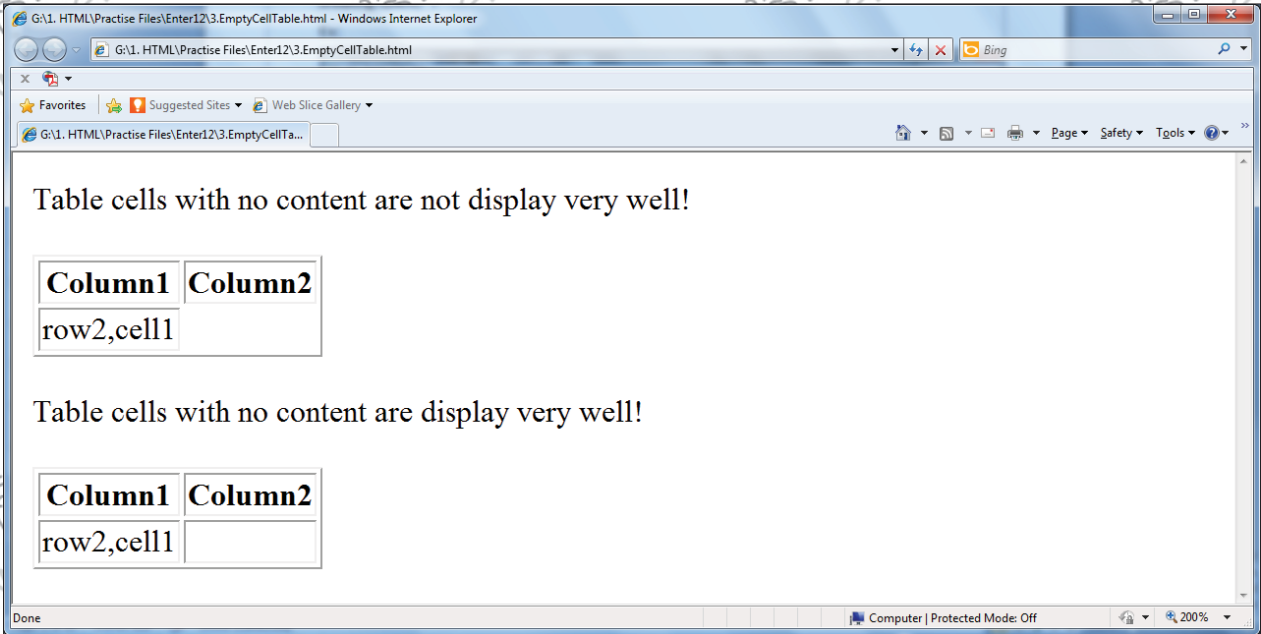 G:\1. HTML\Practise Files\Enter12\3.EmptyCellTable.html - Windows Internet Explorer
G:\1. HTML\Practise Files\Enter12\3.EmptyCellTable.html Bing
Favorites Suggested Sites Web Slice Gallery
G:\1. HTML\Practise Files\Enter12\3.EmptyCellTa... Page Safety Tools
Table cells with no content are not display very well!
Column1 Column2
row2,cell1
Table cells with no content are display very well!
Column1 Column2
row2,cell1
Done Computer | Protected Mode: Off 200%